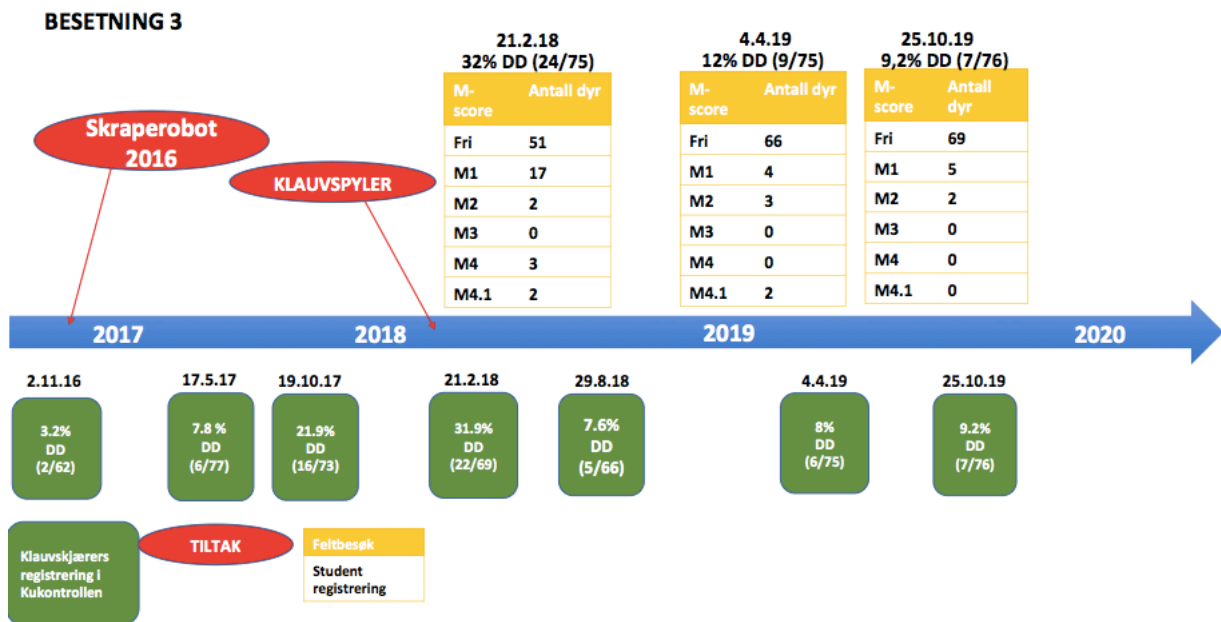 BESETNING 3
21.2.18
32% DD (24/75)
M-score Antall dyr
Fri 51
M1 17
M2 2
M3 0
M4 3
M4.1 2
4.4.19
12% DD (9/75)
M-score Antall dyr
Fri 66
M1 4
M2 3
M3 0
M4 0
M4.1 2
25.10.19
9,2% DD (7/76)
M-score Antall dyr
Fri 69
M1 5
M2 2
M3 0
M4 0
M4.1 0
Skraperobot
2016
KLAUVSPYLER
2017 2018 2019 2020
2.11.16
3.2%
DD
(2/62)
17.5.17
7.8 %
DD
(6/77)
19.10.17
21.9%
DD
(16/73)
21.2.18
31.9%
DD
(22/69)
29.8.18
7.6%
DD
(5/66)
4.4.19
8%
DD
(6/75)
25.10.19
9.2%
DD
(7/76)
Klauvskjærers
registrering i
Kukontrollen
TILTAK
Feltbesøk
Student
registrering